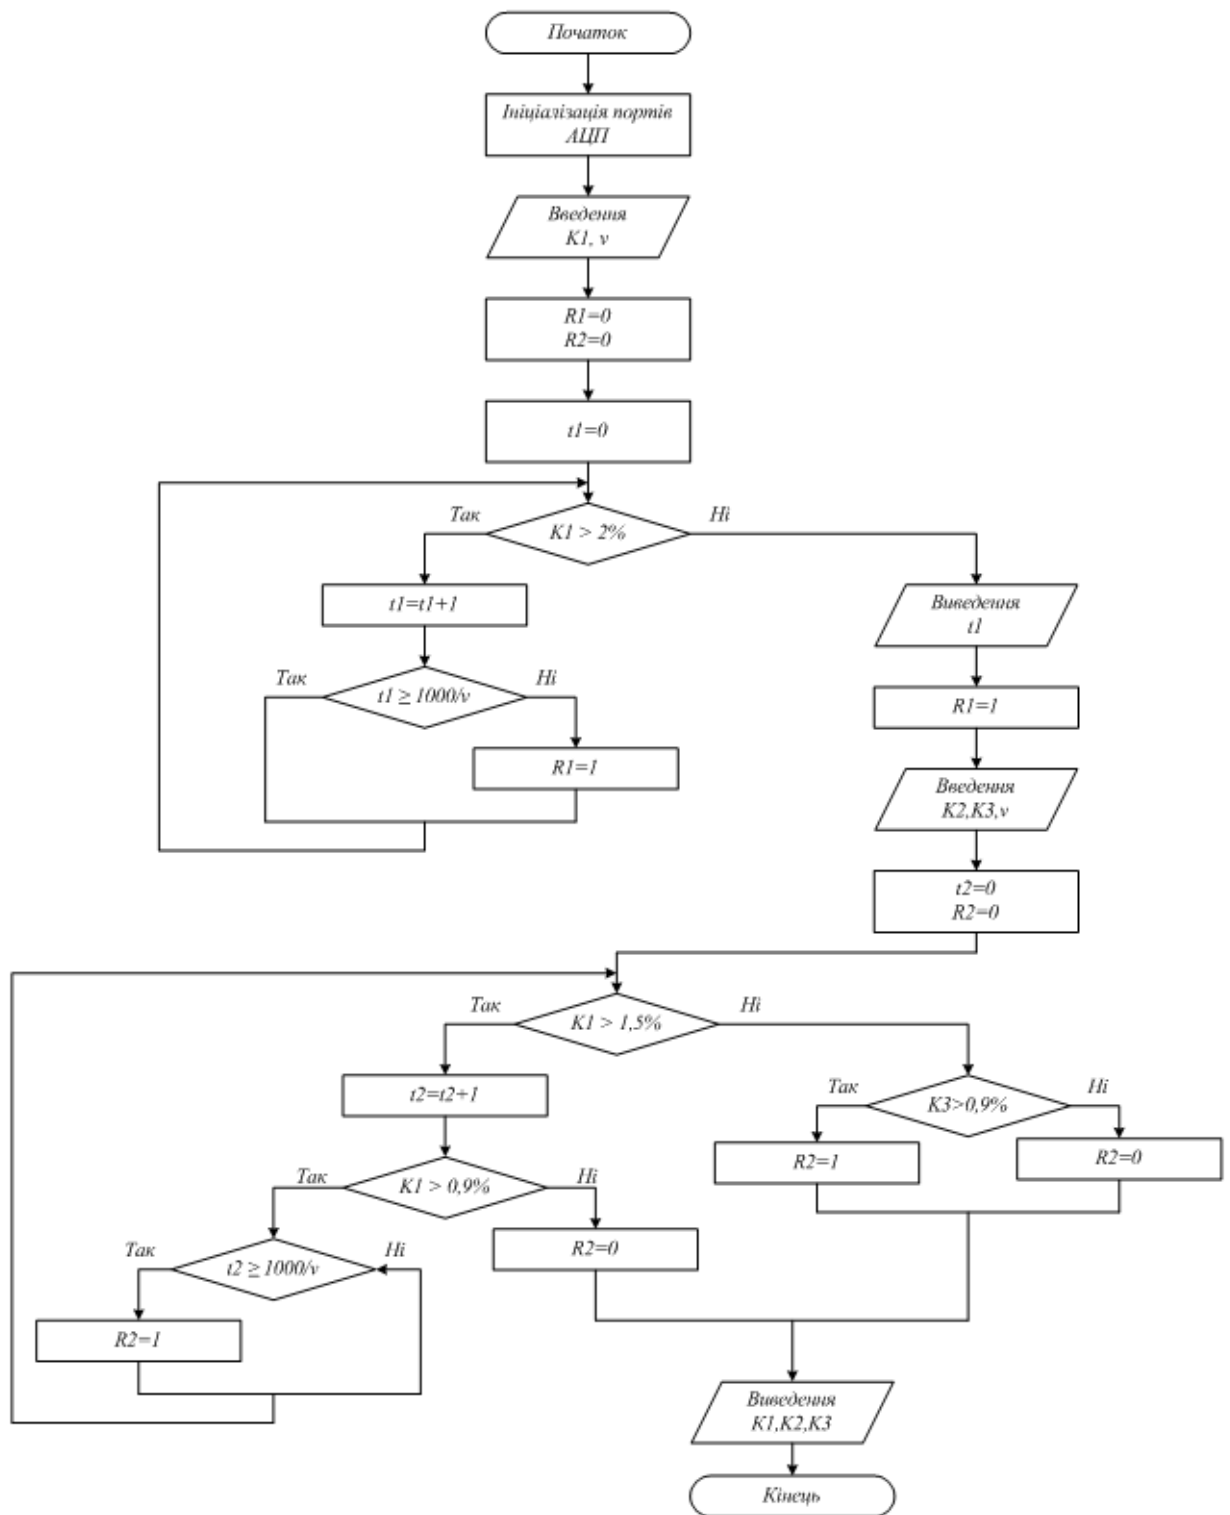 Початок
Ініціалізація портів
АЦП
Введення
K1, v
R1=0
R2=0
t1=0
Так
K1 > 2%
Ні
t1=t1+1
Так
t1 ≥ 1000/v
Ні
R1=1
Виведення
t1
R1=1
Введення
K2,K3,v
t2=0
R2=0
Так
K1 > 1,5%
Ні
t2=t2+1
Так
K3>0,9%
Ні
R2=1
R2=0
Так
K1 > 0,9%
Ні
R2=0
Так
t2 ≥ 1000/v
Ні
R2=1
Виведення
K1,K2,K3
Кінець